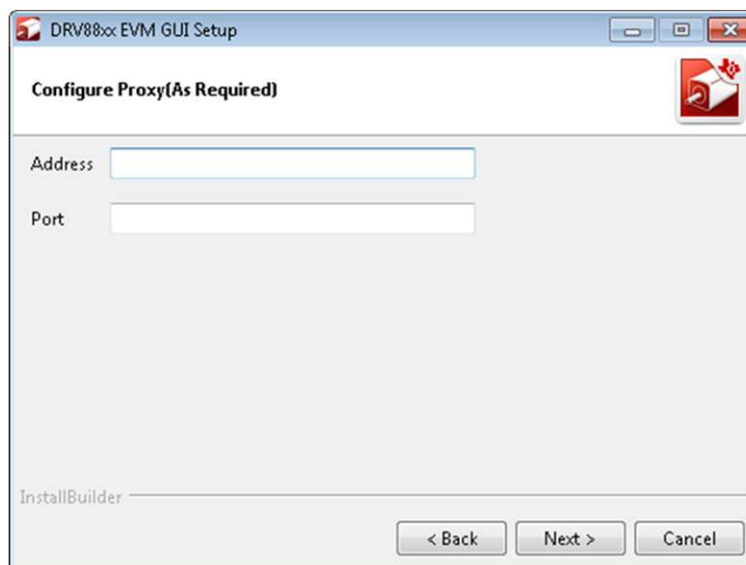 DRV88xx EVM GUI Setup
Configure Proxy(As Required)
Address
Port
InstallBuilder
< Back Next > Cancel